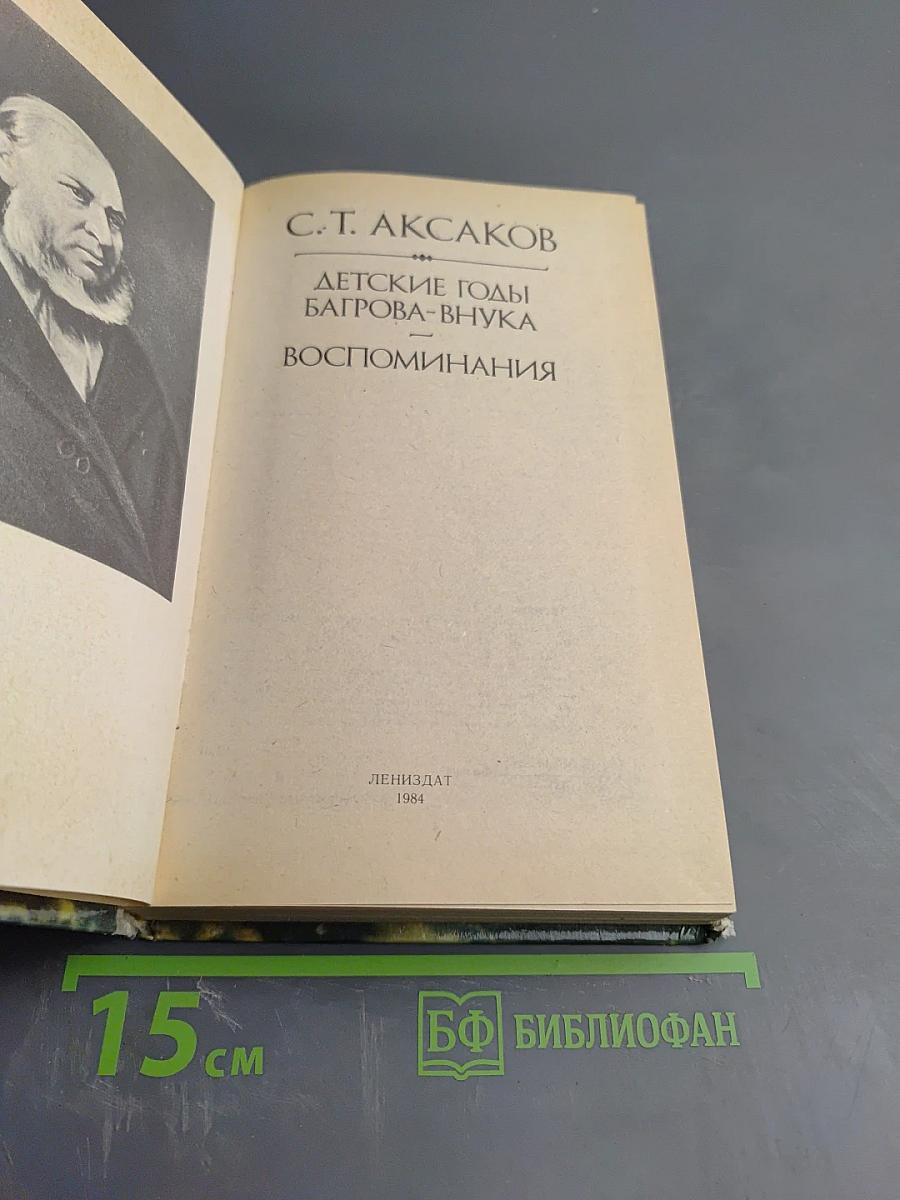 С. Т. АКСАКОВ
ДЕТСКИЕ ГОДЫ
БАГРОВА-ВНУКА
ВОСПОМИНАНИЯ
ЛЕНИЗДАТ
1984
15 см
БФ БИБЛИОФАН